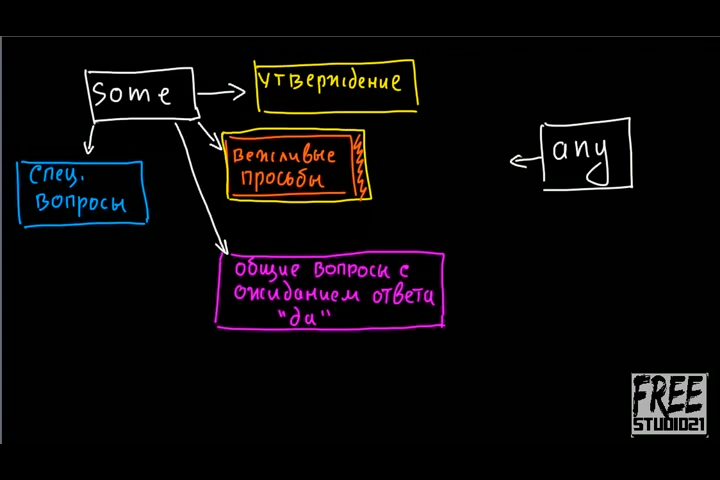 some
утверждение
вежливые
просьбы
спец.
вопросы
общие вопросы с
ожиданием ответа
"да"
any
FREE
STUDIO21